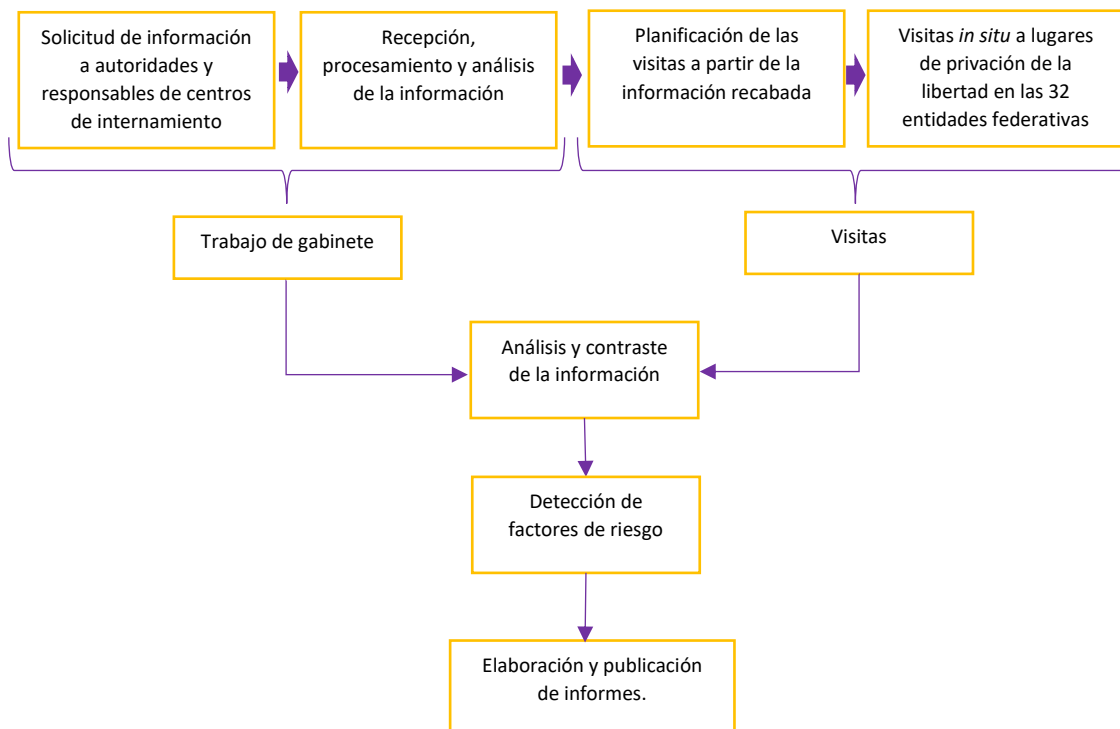 Solicitud de información
a autoridades y
responsables de centros
de internamiento
Recepción,
procesamiento y análisis
de la información
Planificación de las
visitas a partir de la
información recabada
Visitas in situ a lugares
de privación de la
libertad en las 32
entidades federativas
Trabajo de gabinete
Visitas
Análisis y contraste
de la información
Detección de
factores de riesgo
Elaboración y publicación
de informes.